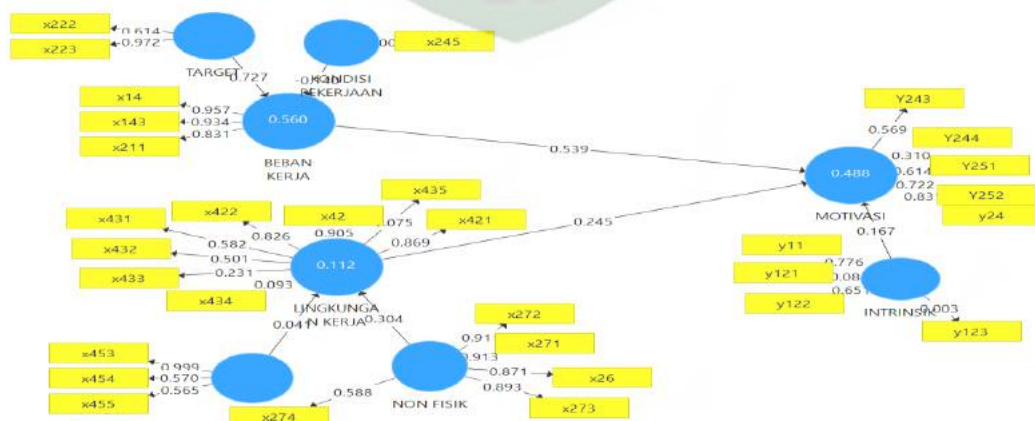 x222
0.614
x223
0.972
TARGET
x245
KONDISI
PEKERJAAN
0.727
x14
0.957
x143
0.934
x211
0.831
0.560
BEBAN
KERJA
0.539
Y243
0.569
Y244
0.310
Y251
0.614
0.488
0.722
Y252
0.83
y24
MOTIVASI
x435
x422
x42
x421
x431
0.075
0.905
0.826
0.869
0.245
0.582
x432
0.501
x433
0.231
0.112
0.093
x434
LINGKUNGA
N KERJA
0.167
y11
0.776
y121
0.08
0.651
y122
INTRINSIK
0.003
y123
0.041
0.304
x272
0.91
x271
0.913
x453
0.999
x454
0.570
x455
0.565
0.871
x26
0.893
x273
0.588
x274
NON FISIK